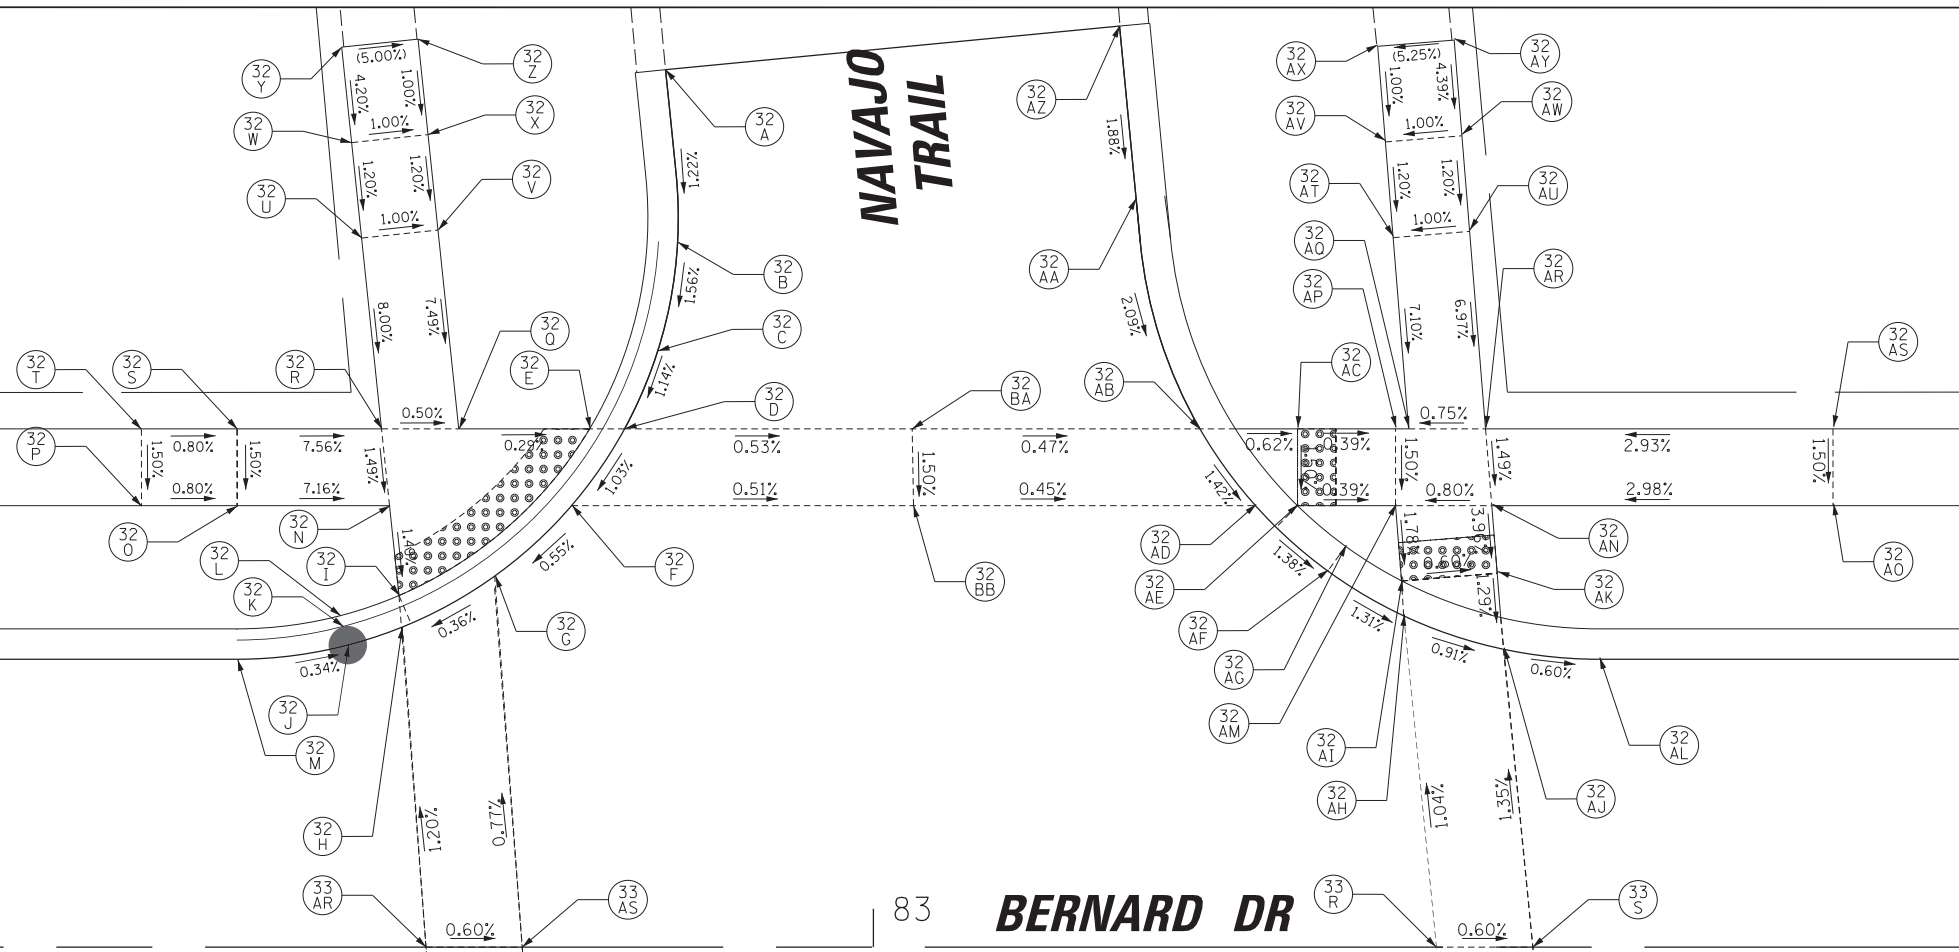 32 Y
(5.00%)
32 Z
4.20%
1.00%
32 W
1.00%
32 X
1.20%
1.20%
32 U
1.00%
32 V
8.00%
7.49%
32 A
1.22%
32 B
1.56%
32 C
1.14%
32 D
NAVAJO
TRAIL
32 AZ
1.88%
32 AA
2.09%
32 AX
(5.25%)
32 AY
1.00%
4.39%
32 AV
1.00%
32 AW
1.20%
1.20%
32 AT
1.00%
32 AU
32 AQ
32 AP
32 AR
7.10%
6.97%
32 T
32 S
32 R
32 Q
32 E
32 BA
32 AB
32 AC
32 AS
0.50%
0.75%
32 P
1.50%
0.80%
1.50%
7.56%
1.49%
0.29%
0.53%
0.47%
0.62%
0.39%
1.50%
1.49%
2.93%
1.50%
0.80%
7.16%
1.03%
0.51%
1.50%
0.45%
1.42%
0.39%
0.80%
2.98%
32 O
32 N
1.49%
32 L
32 I
32 K
0.55%
32 F
0.36%
32 G
32 BB
32 AD
32 AE
1.38%
1.78%
3.96%
0.60%
32 AN
32 AO
32 AK
32 AF
1.31%
1.29%
0.91%
0.60%
32 AG
32 AM
32 AI
32 AH
32 AL
32 AJ
0.34%
32 J
32 M
32 H
1.20%
0.77%
1.04%
1.35%
33 AR
0.60%
33 AS
83
BERNARD DR
33 R
0.60%
33 S